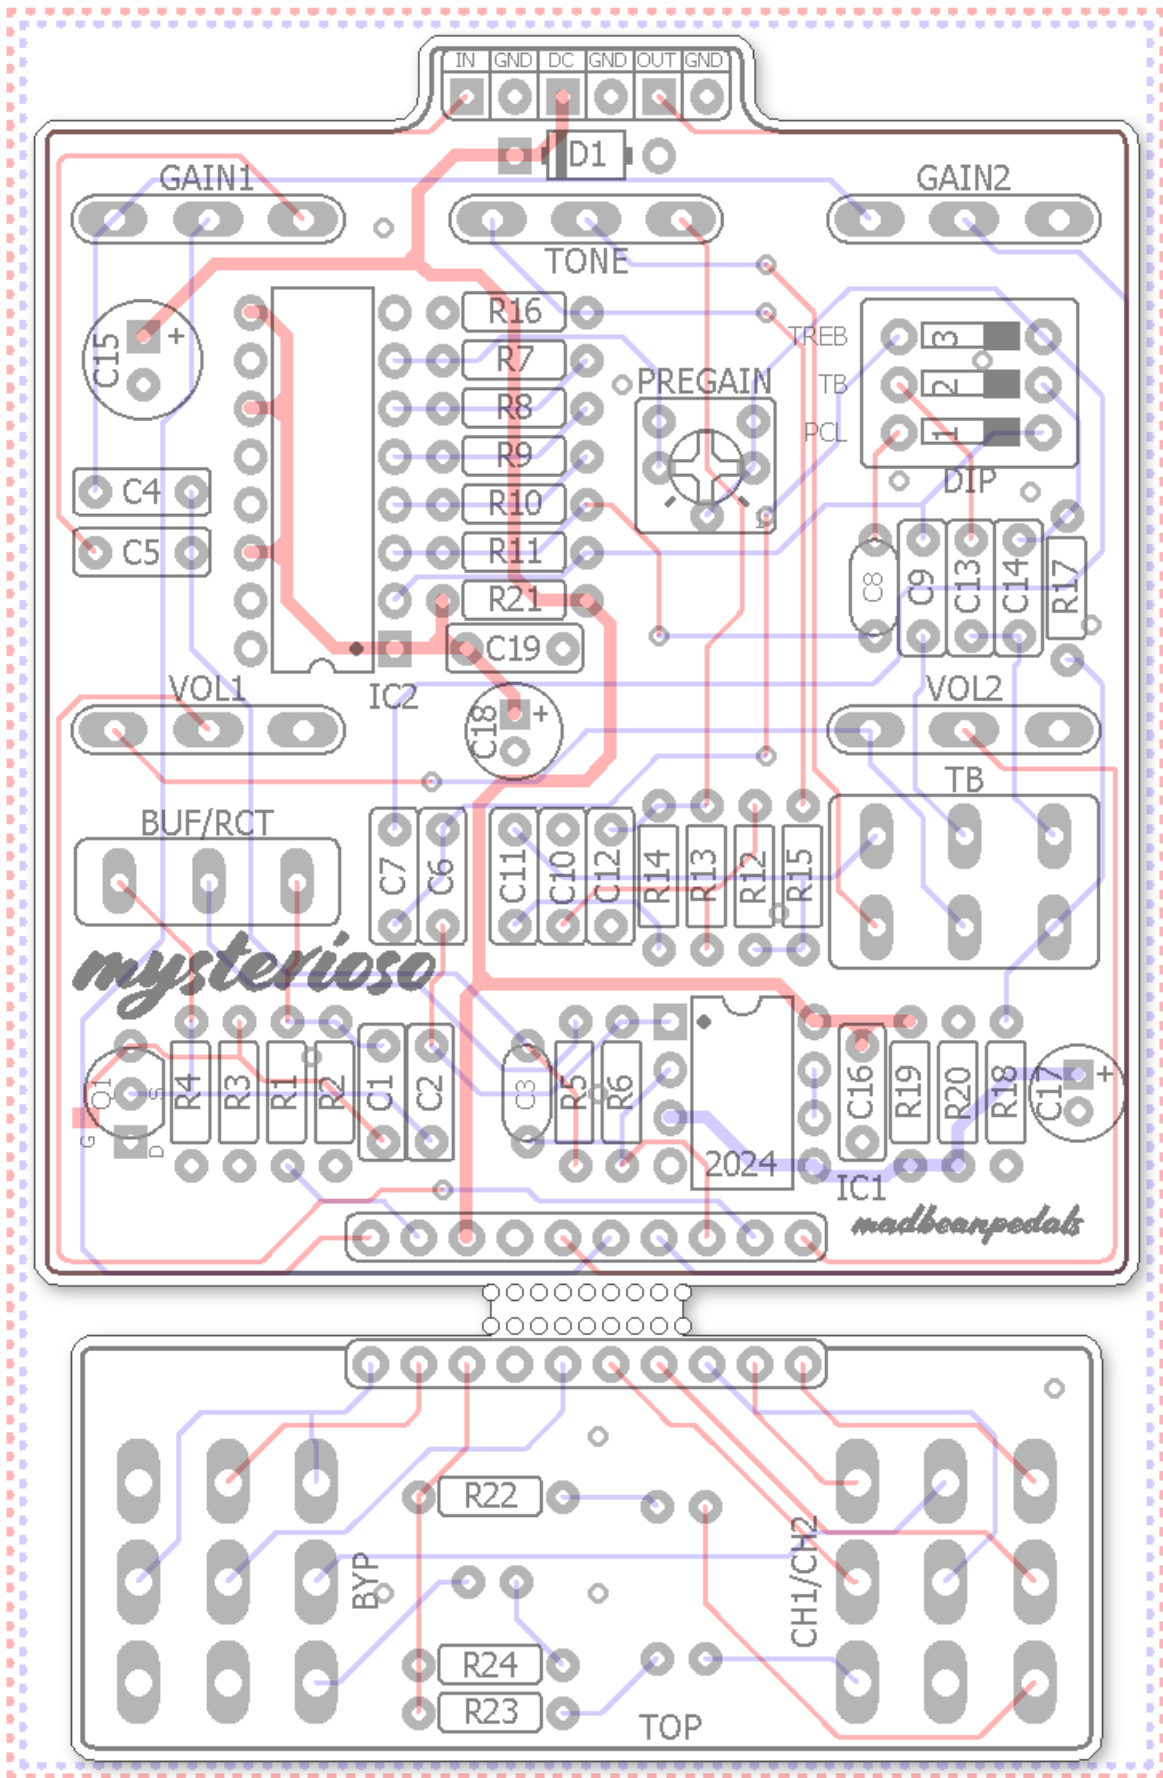 IN GND DC GND OUT GND
D1
GAIN1
GAIN2
TONE
C15
+
R16
R7
R8
R9
R10
R11
R21
C19
IC2
PREGAIN
1
TREB
TB
PCL
3
2
1
DIP
C4
C5
C8
C9
C13
C14
R17
VOL1
C18
+
VOL2
TB
BUF/RCT
C7
C6
C11
C10
C12
R14
R13
R12
R15
mysterioso
Q1
S
G
D
R4
R3
R1
R2
C1
C2
C3
R5
R6
2024
IC1
C16
R19
R20
R18
C17
+
madbeanpedals
R22
BYP
CH1/CH2
R24
R23
TOP